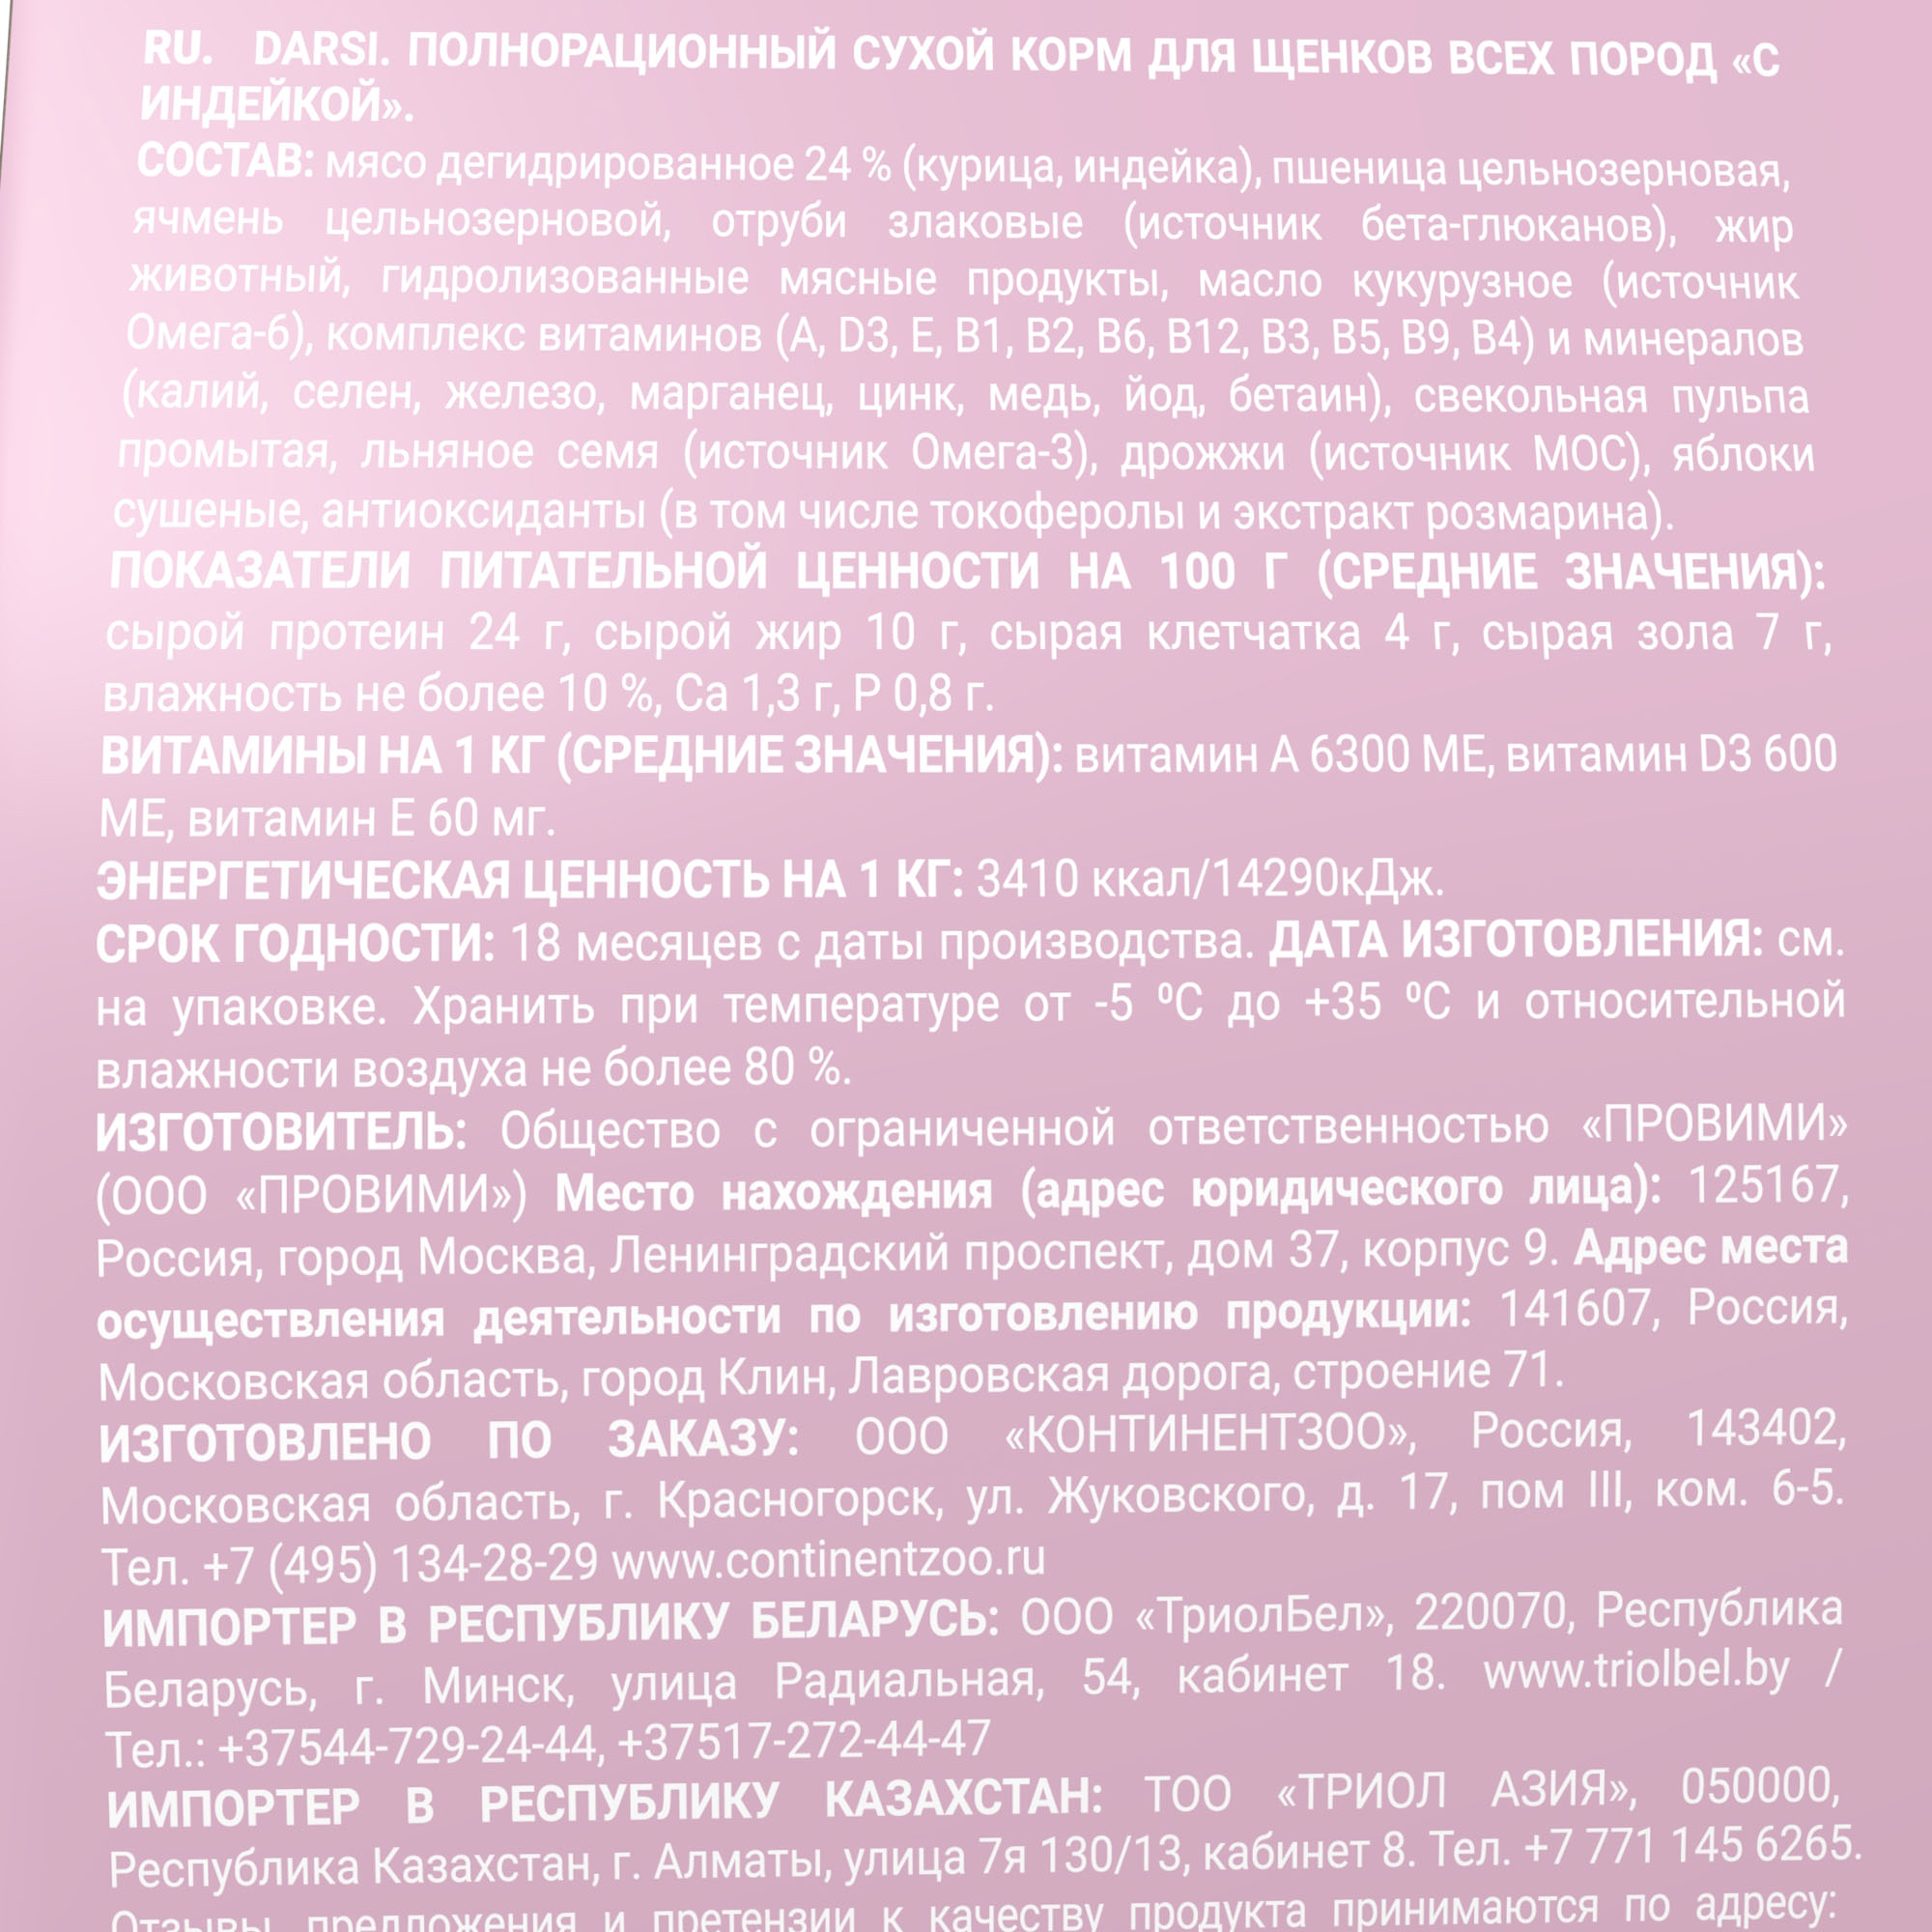 RU. DARSI. ПОЛНОРАЦИОННЫЙ СУХОЙ КОРМ ДЛЯ ЩЕНКОВ ВСЕХ ПОРОД «С
ИНДЕЙКОЙ».
СОСТАВ: мясо дегидрированное 24 % (курица, индейка), пшеница цельнозерновая,
ячмень цельнозерновой, отруби злаковые (источник бета-глюканов), жир
животный, гидролизованные мясные продукты, масло кукурузное (источник
Омега-6), комплекс витаминов (A, D3, E, B1, B2, B6, B12, B3, B5, B9, B4) и минералов
(калий, селен, железо, марганец, цинк, медь, йод, бетаин), свекольная пульпа
промытая, льняное семя (источник Омега-3), дрожжи (источник МОС), яблоки
сушеные, антиоксиданты (в том числе токоферолы и экстракт розмарина).
ПОКАЗАТЕЛИ ПИТАТЕЛЬНОЙ ЦЕННОСТИ НА 100 Г (СРЕДНИЕ ЗНАЧЕНИЯ):
сырой протеин 24 г, сырой жир 10 г, сырая клетчатка 4 г, сырая зола 7 г,
влажность не более 10 %, Ca 1,3 г, P 0,8 г.
ВИТАМИНЫ НА 1 КГ (СРЕДНИЕ ЗНАЧЕНИЯ): витамин А 6300 МЕ, витамин D3 600
МЕ, витамин Е 60 мг.
ЭНЕРГЕТИЧЕСКАЯ ЦЕННОСТЬ НА 1 КГ: 3410 ккал/14290кДж.
СРОК ГОДНОСТИ: 18 месяцев с даты производства. ДАТА ИЗГОТОВЛЕНИЯ: см.
на упаковке. Хранить при температуре от -5 ⁰С до +35 ⁰С и относительной
влажности воздуха не более 80 %.
ИЗГОТОВИТЕЛЬ: Общество с ограниченной ответственностью «ПРОВИМИ»
(ООО «ПРОВИМИ») Место нахождения (адрес юридического лица): 125167,
Россия, город Москва, Ленинградский проспект, дом 37, корпус 9. Адрес места
осуществления деятельности по изготовлению продукции: 141607, Россия,
Московская область, город Клин, Лавровская дорога, строение 71.
ИЗГОТОВЛЕНО ПО ЗАКАЗУ: ООО «КОНТИНЕНТЗОО», Россия, 143402,
Московская область, г. Красногорск, ул. Жуковского, д. 17, пом III, ком. 6-5.
Тел. +7 (495) 134-28-29 www.continentzoo.ru
ИМПОРТЕР В РЕСПУБЛИКУ БЕЛАРУСЬ: ООО «ТриолБел», 220070, Республика
Беларусь, г. Минск, улица Радиальная, 54, кабинет 18. www.triolbel.by /
Тел.: +37544-729-24-44, +37517-272-44-47
ИМПОРТЕР В РЕСПУБЛИКУ КАЗАХСТАН: ТОО «ТРИОЛ АЗИЯ», 050000,
Республика Казахстан, г. Алматы, улица 7я 130/13, кабинет 8. Тел. +7 771 145 6265.
Отзывы, предложения и претензии к качеству продукта принимаются по адресу: